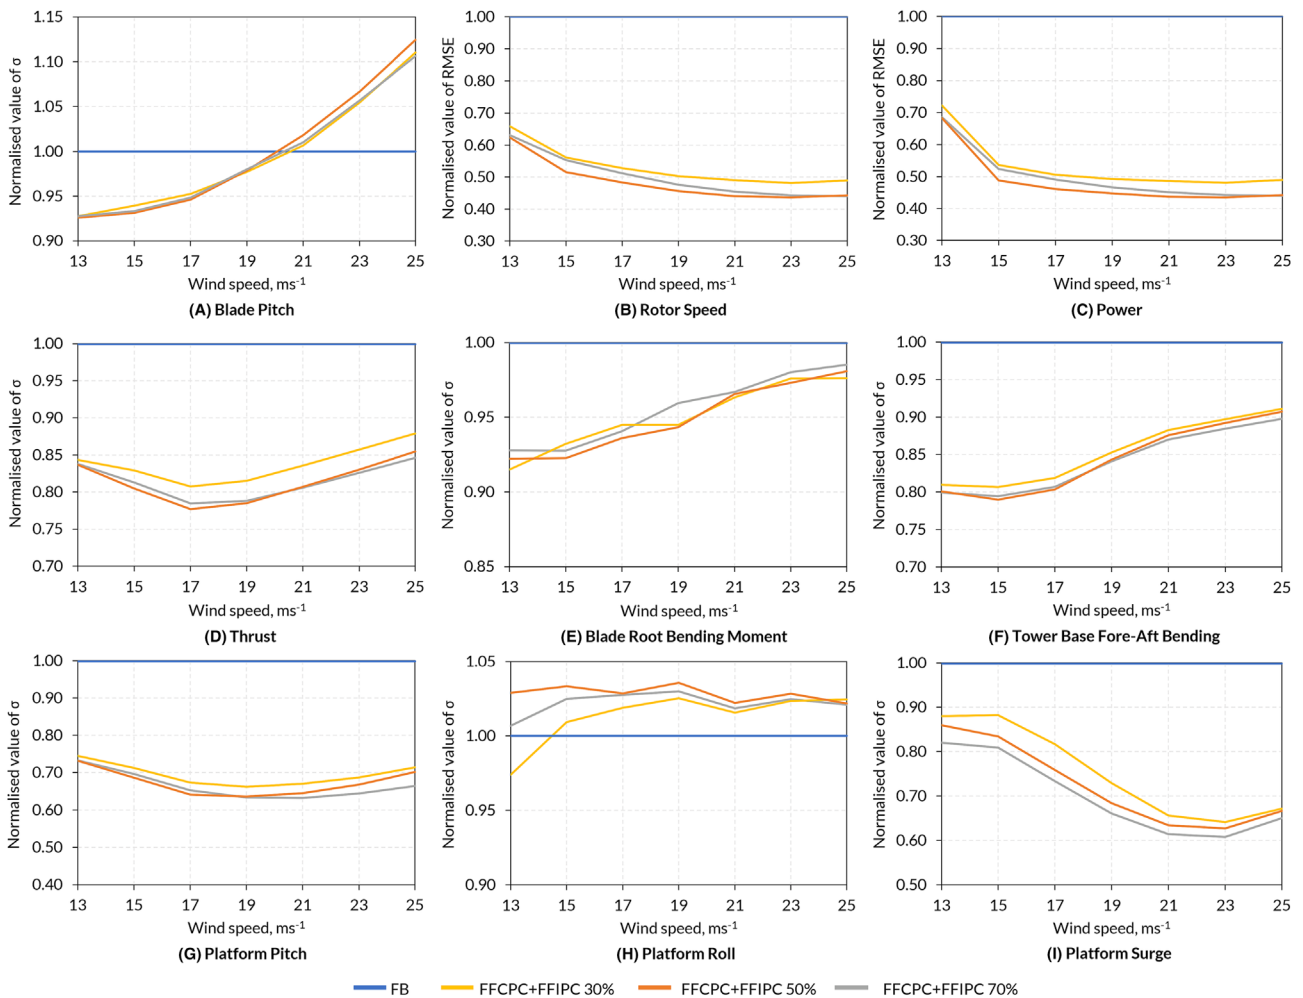 Normalised value of σ
1.15
1.10
1.05
1.00
0.95
0.90
13 15 17 19 21 23 25
Wind speed, ms-1
(A) Blade Pitch
Normalised value of RMSE
1.00
0.90
0.80
0.70
0.60
0.50
0.40
0.30
13 15 17 19 21 23 25
Wind speed, ms-1
(B) Rotor Speed
Normalised value of RMSE
1.00
0.90
0.80
0.70
0.60
0.50
0.40
0.30
13 15 17 19 21 23 25
Wind speed, ms-1
(C) Power
Normalised value of σ
1.00
0.95
0.90
0.85
0.80
0.75
0.70
13 15 17 19 21 23 25
Wind speed, ms-1
(D) Thrust
Normalised value of σ
1.00
0.95
0.90
0.85
13 15 17 19 21 23 25
Wind speed, ms-1
(E) Blade Root Bending Moment
Normalised value of σ
1.00
0.95
0.90
0.85
0.80
0.75
0.70
13 15 17 19 21 23 25
Wind speed, ms-1
(F) Tower Base Fore-Aft Bending
Normalised value of σ
1.00
0.90
0.80
0.70
0.60
0.50
0.40
13 15 17 19 21 23 25
Wind speed, ms-1
(G) Platform Pitch
Normalised value of σ
1.05
1.00
0.95
0.90
13 15 17 19 21 23 25
Wind speed, ms-1
(H) Platform Roll
Normalised value of σ
1.00
0.90
0.80
0.70
0.60
0.50
13 15 17 19 21 23 25
Wind speed, ms-1
(I) Platform Surge
FB FFCPC+FFIPC 30% FFCPC+FFIPC 50% FFCPC+FFIPC 70%